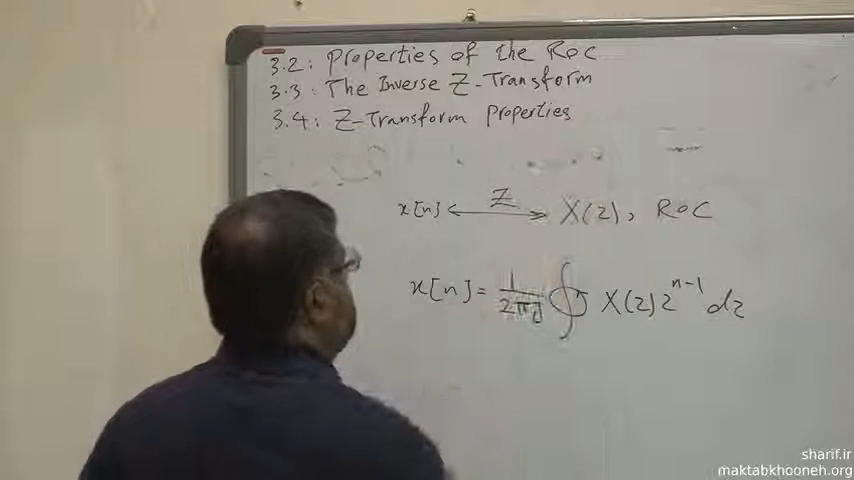 3.2: Properties of the RoC
3.3: The Inverse Z-Transform
3.4: Z-Transform Properties
x[n] <--Z--> X(z), RoC
x[n] = 1/2πj ∮ X(z) z^{n-1} dz
sharif.ir
maktabkhooneh.org